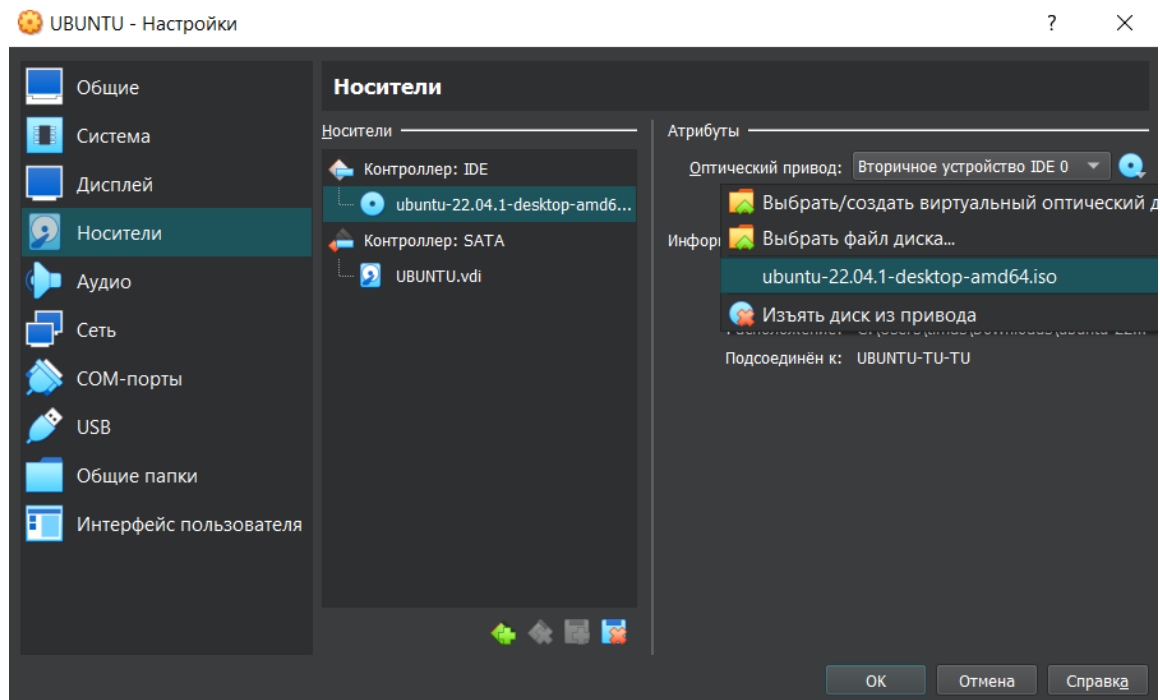 UBUNTU - Настройки
?
Общие
Система
Дисплей
Носители
Аудио
Сеть
COM-порты
USB
Общие папки
Интерфейс пользователя
Носители
Носители
Контроллер: IDE
ubuntu-22.04.1-desktop-amd6...
Контроллер: SATA
UBUNTU.vdi
Атрибуты
Оптический привод: Вторичное устройство IDE 0
Выбрать/создать виртуальный оптический д
Инфор
Выбрать файл диска...
ubuntu-22.04.1-desktop-amd64.iso
Изъять диск из привода
Подсоединён к: UBUNTU-TU-TU
OK
Отмена
Справка